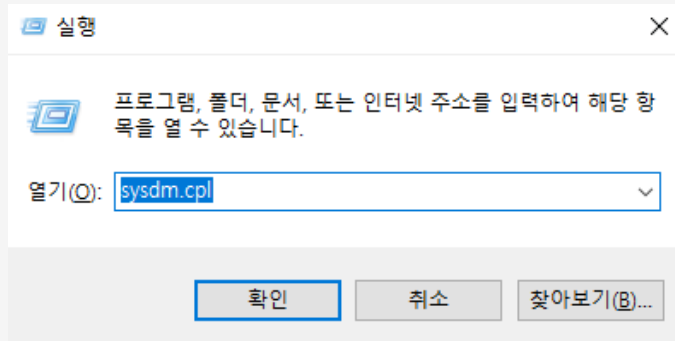 실행
프로그램, 폴더, 문서, 또는 인터넷 주소를 입력하여 해당 항
목을 열 수 있습니다.
열기(O): sysdm.cpl
확인 취소 찾아보기(B)...